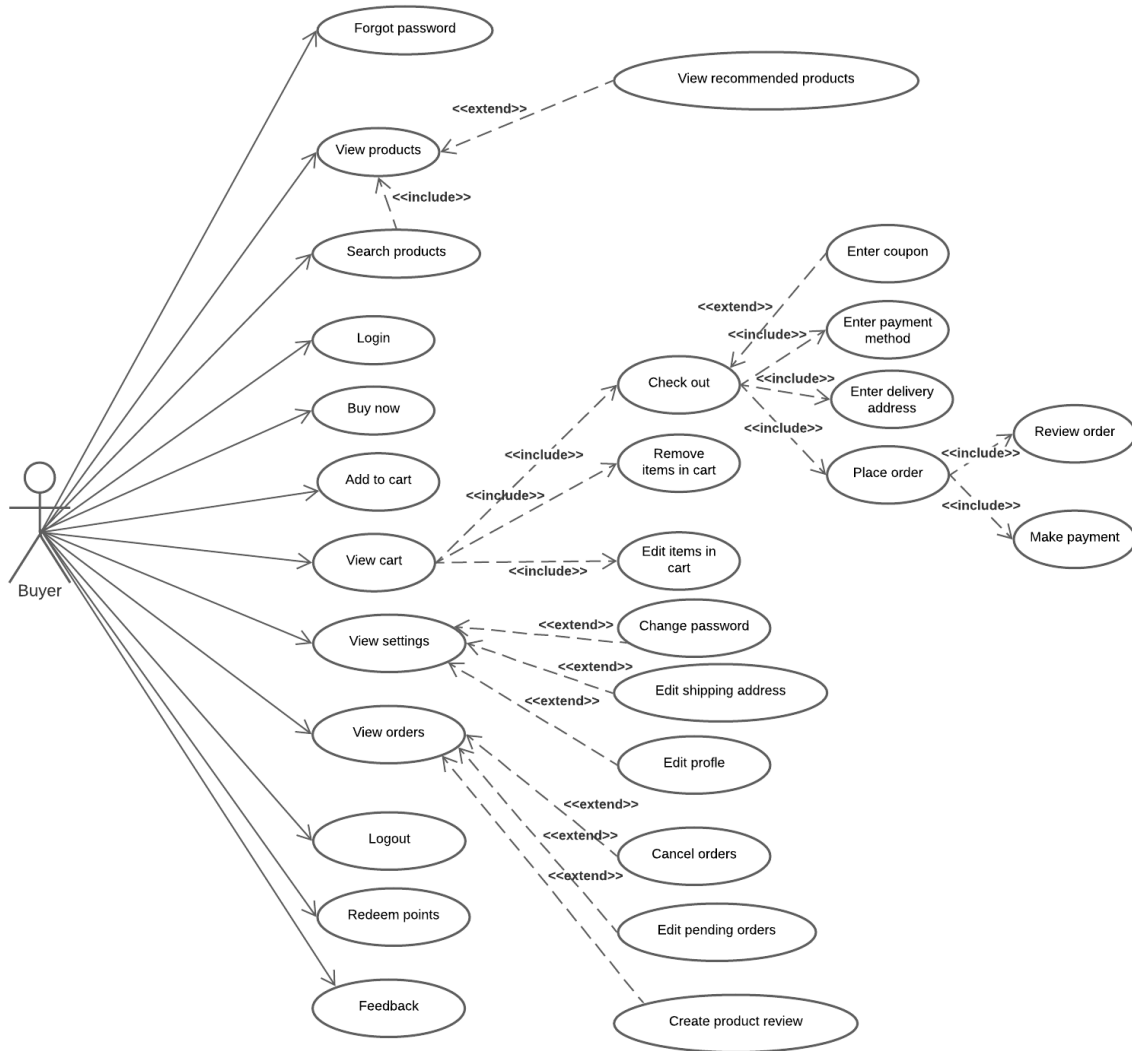 Forgot password
View recommended products
<<extend>>
View products
<<include>>
Search products
Enter coupon
<<extend>>
Enter payment
method
<<include>>
Login
Check out
<<include>>
Enter delivery
address
Buy now
<<include>>
Review order
<<include>>
Place order
Remove
items in cart
<<include>>
Add to cart
<<include>>
<<include>>
Make payment
View cart
Edit items in
cart
<<include>>
Buyer
Change password
<<extend>>
View settings
<<extend>>
Edit shipping address
<<extend>>
View orders
Edit profle
<<extend>>
Logout
<<extend>>
Cancel orders
<<extend>>
Redeem points
Edit pending orders
Feedback
Create product review